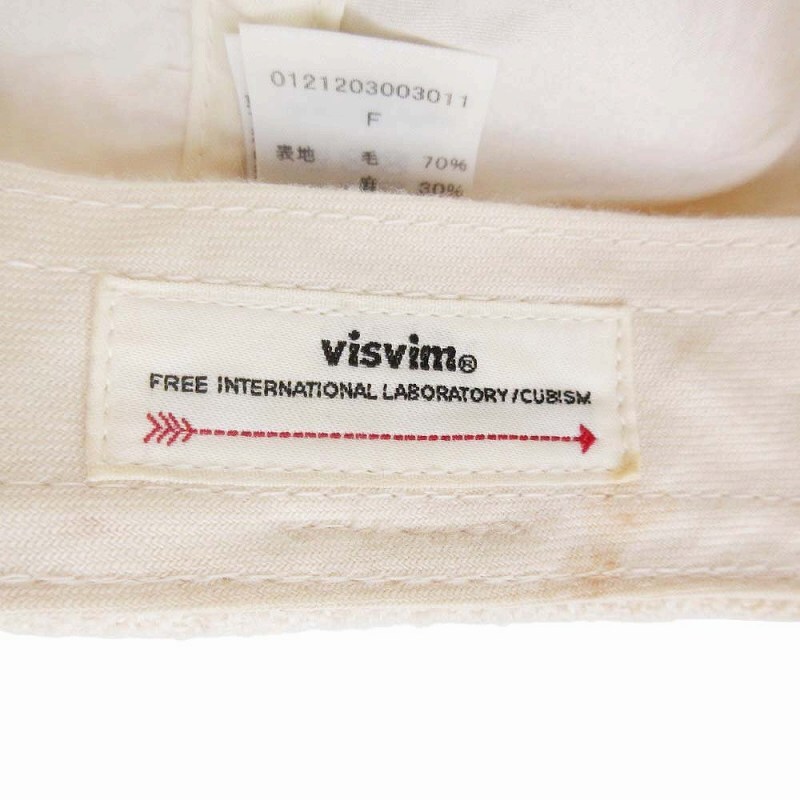 0121203003011
F
表地 毛 70%
麻 30%
visvim®
FREE INTERNATIONAL LABORATORY/CUBISM